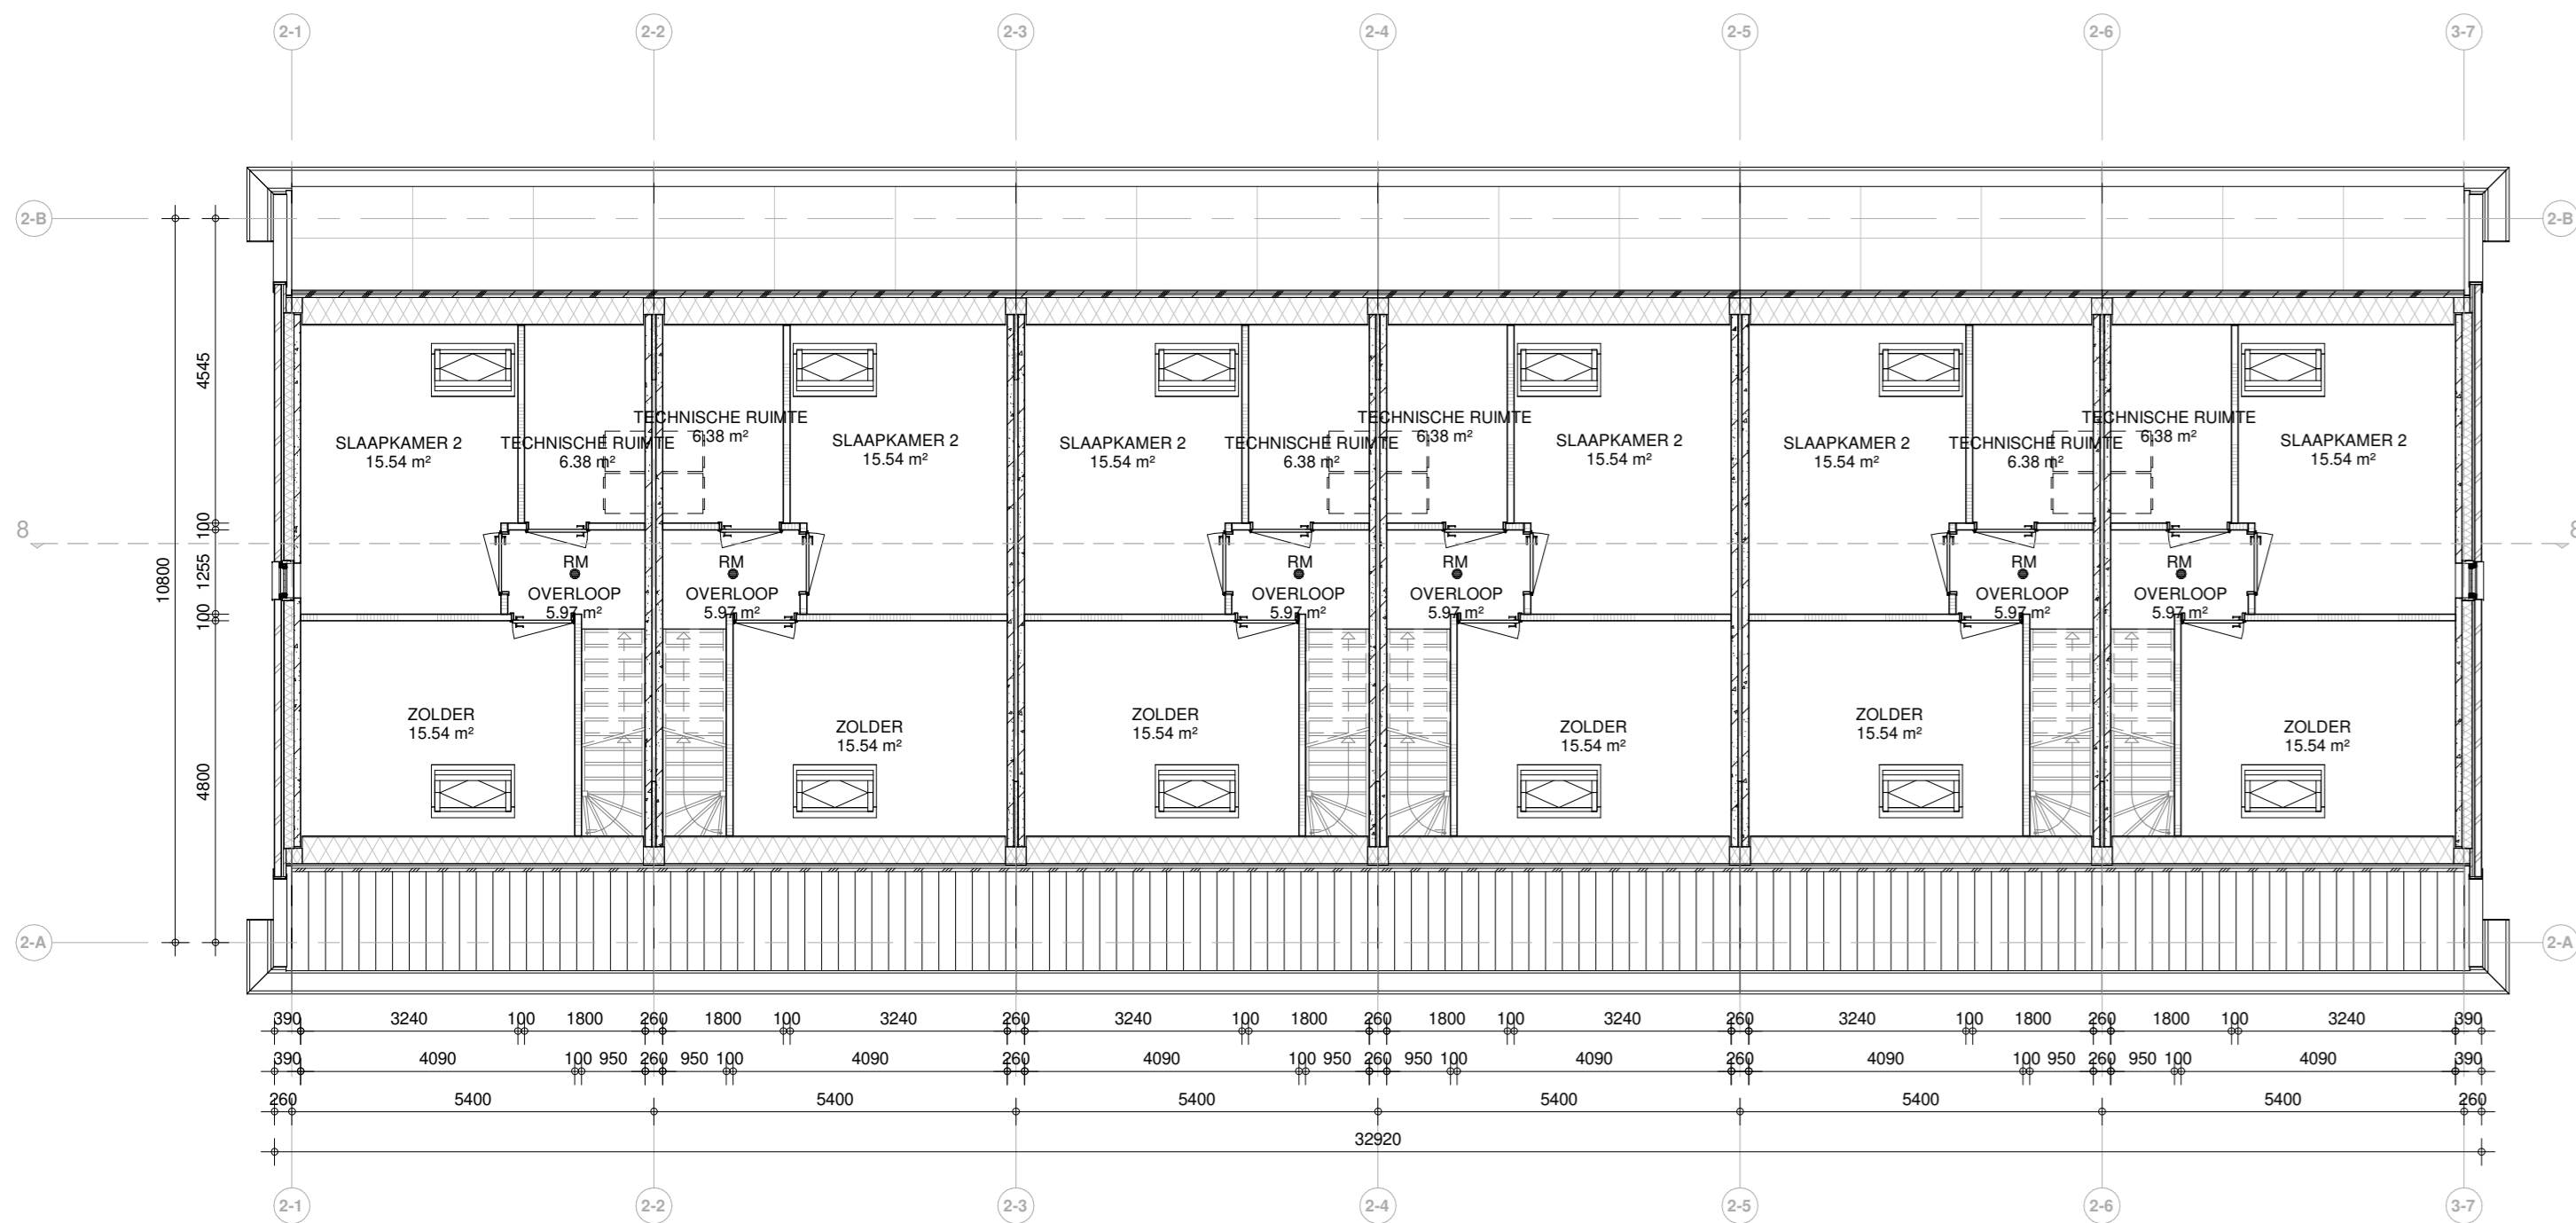 2-1 2-2 2-3 2-4 2-5 2-6 3-7
2-B 2-B
TECHNISCHE RUIMTE TECHNISCHE RUIMTE TECHNISCHE RUIMTE
6.38 m² 6.38 m² 6.38 m²
SLAAPKAMER 2 TECHNISCHE RUIMTE SLAAPKAMER 2 SLAAPKAMER 2 TECHNISCHE RUIMTE SLAAPKAMER 2 SLAAPKAMER 2 TECHNISCHE RUIMTE SLAAPKAMER 2
15.54 m² 6.38 m² 15.54 m² 15.54 m² 6.38 m² 15.54 m² 15.54 m² 6.38 m² 15.54 m²
4545
100
8 8
1255
10800
100
4800
RM RM RM RM RM RM
OVERLOOP OVERLOOP OVERLOOP OVERLOOP OVERLOOP OVERLOOP
5.97 m² 5.97 m² 5.97 m² 5.97 m² 5.97 m² 5.97 m²
ZOLDER ZOLDER ZOLDER ZOLDER ZOLDER ZOLDER
15.54 m² 15.54 m² 15.54 m² 15.54 m² 15.54 m² 15.54 m²
2-A 2-A
390 3240 100 1800 260 1800 100 3240 260 3240 100 1800 260 1800 100 3240 260 3240 100 1800 260 1800 100 3240 390
390 4090 100 950 260 950 100 4090 260 4090 100 950 260 950 100 4090 260 4090 100 950 260 950 100 4090 390
260 5400 5400 5400 5400 5400 5400 260
32920
2-1 2-2 2-3 2-4 2-5 2-6 3-7